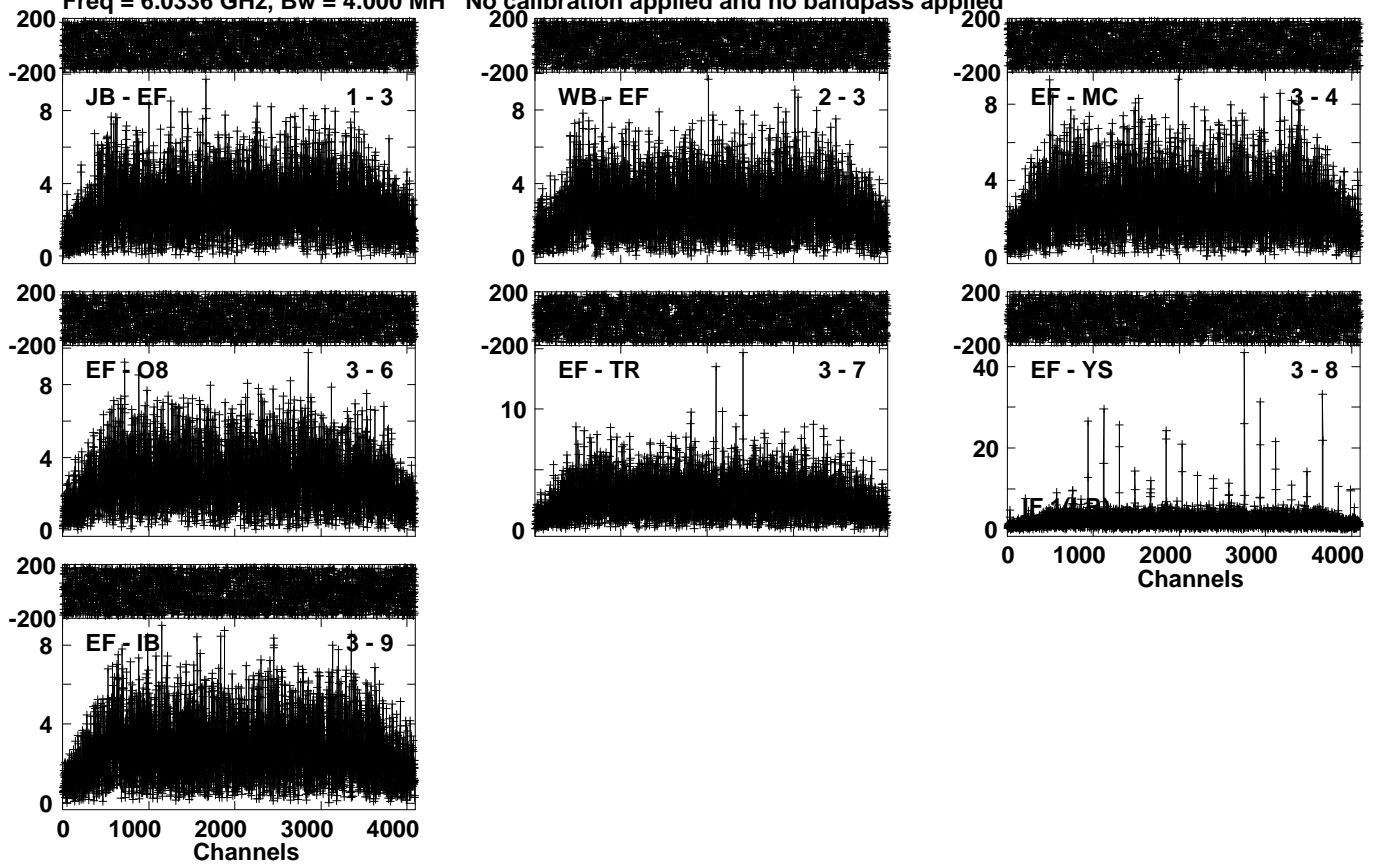 Freq = 6.0336 GHz, Bw = 4.000 MH No calibration applied and no bandpass applied
200 200 200
-200 -200 -200
JB - EF 1 - 3 WB - EF 2 - 3 EF - MC 3 - 4
8 8 8
4 4 4
0 0 0
200 200 200
-200 -200 -200
EF - O8 3 - 6 EF - TR 3 - 7 EF - YS 3 - 8
8 10 40
4 20
IF 1(LR)
0 0 0
0 1000 2000 3000 4000
Channels
200
-200
EF - IB 3 - 9
8
4
0
0 1000 2000 3000 4000
Channels